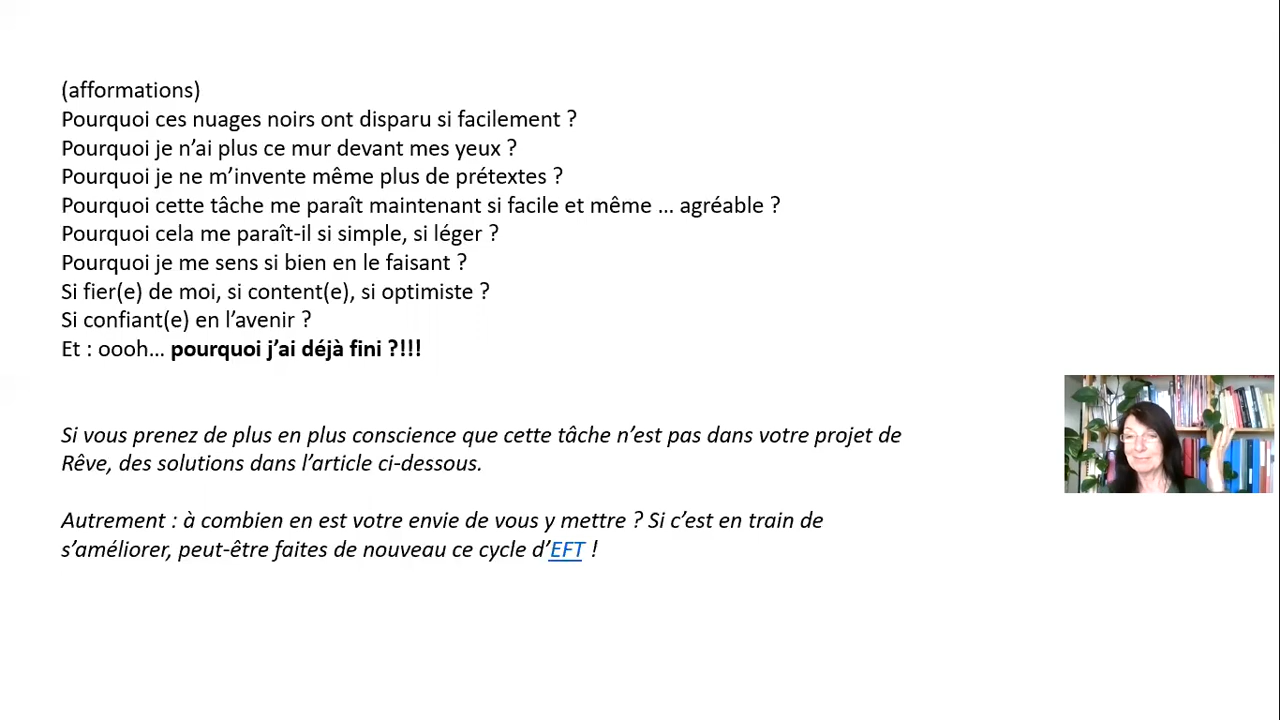 (afformations)
Pourquoi ces nuages noirs ont disparu si facilement ?
Pourquoi je n’ai plus ce mur devant mes yeux ?
Pourquoi je ne m’invente même plus de prétextes ?
Pourquoi cette tâche me paraît maintenant si facile et même … agréable ?
Pourquoi cela me paraît-il si simple, si léger ?
Pourquoi je me sens si bien en le faisant ?
Si fier(e) de moi, si content(e), si optimiste ?
Si confiant(e) en l’avenir ?
Et : oooh… pourquoi j’ai déjà fini ?!!!
Si vous prenez de plus en plus conscience que cette tâche n’est pas dans votre projet de
Rêve, des solutions dans l’article ci-dessous.
Autrement : à combien en est votre envie de vous y mettre ? Si c’est en train de
s’améliorer, peut-être faites de nouveau ce cycle d’EFT !